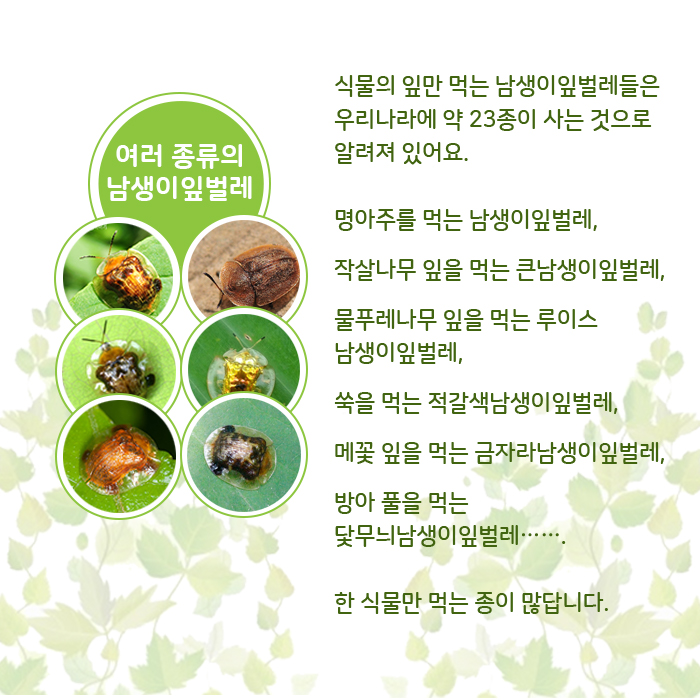 여러 종류의
남생이잎벌레
식물의 잎만 먹는 남생이잎벌레들은
우리나라에 약 23종이 사는 것으로
알려져 있어요.
명아주를 먹는 남생이잎벌레,
작살나무 잎을 먹는 큰남생이잎벌레,
물푸레나무 잎을 먹는 루이스
남생이잎벌레,
쑥을 먹는 적갈색남생이잎벌레,
메꽃 잎을 먹는 금자라남생이잎벌레,
방아 풀을 먹는
닻무늬남생이잎벌레…….
한 식물만 먹는 종이 많답니다.